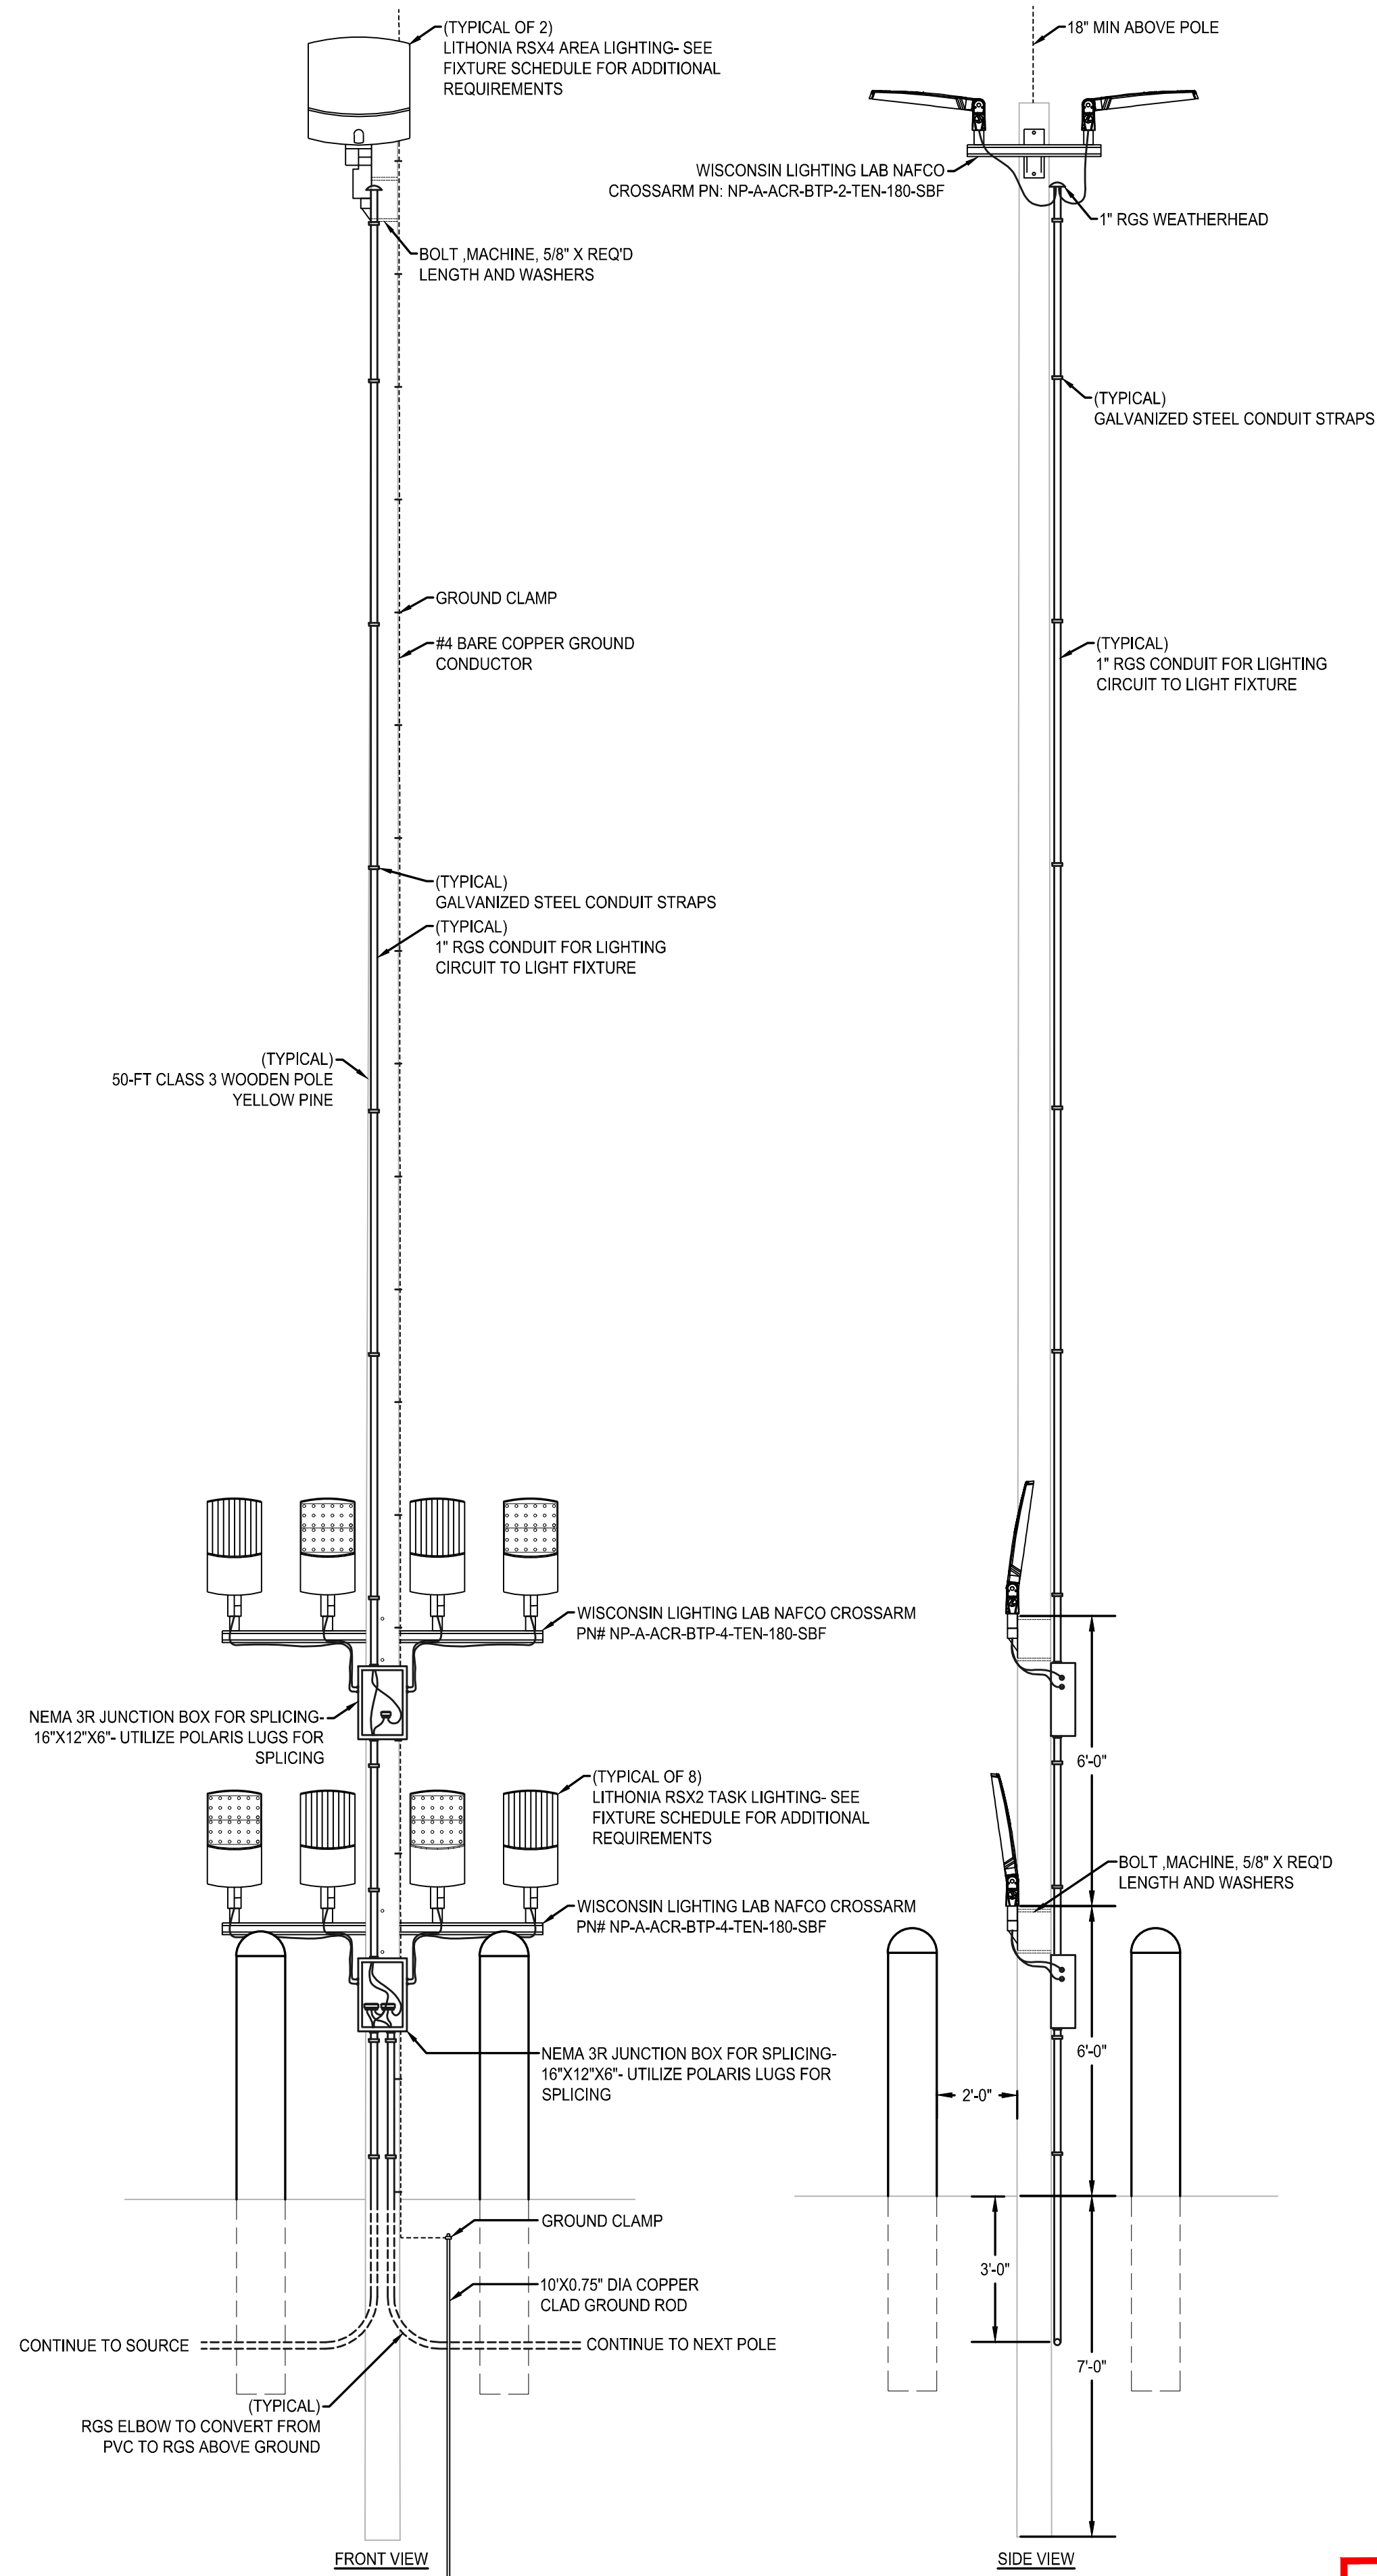 (TYPICAL OF 2)
LITHONIA RSX4 AREA LIGHTING- SEE
FIXTURE SCHEDULE FOR ADDITIONAL
REQUIREMENTS
18" MIN ABOVE POLE
WISCONSIN LIGHTING LAB NAFCO
CROSSARM PN: NP-A-ACR-BTP-2-TEN-180-SBF
1" RGS WEATHERHEAD
BOLT ,MACHINE, 5/8" X REQ'D
LENGTH AND WASHERS
(TYPICAL)
GALVANIZED STEEL CONDUIT STRAPS
GROUND CLAMP
#4 BARE COPPER GROUND
CONDUCTOR
(TYPICAL)
1" RGS CONDUIT FOR LIGHTING
CIRCUIT TO LIGHT FIXTURE
(TYPICAL)
GALVANIZED STEEL CONDUIT STRAPS
(TYPICAL)
1" RGS CONDUIT FOR LIGHTING
CIRCUIT TO LIGHT FIXTURE
(TYPICAL)
50-FT CLASS 3 WOODEN POLE
YELLOW PINE
WISCONSIN LIGHTING LAB NAFCO CROSSARM
PN# NP-A-ACR-BTP-4-TEN-180-SBF
NEMA 3R JUNCTION BOX FOR SPLICING-
16"X12"X6"- UTILIZE POLARIS LUGS FOR
SPLICING
6'-0"
(TYPICAL OF 8)
LITHONIA RSX2 TASK LIGHTING- SEE
FIXTURE SCHEDULE FOR ADDITIONAL
REQUIREMENTS
BOLT ,MACHINE, 5/8" X REQ'D
LENGTH AND WASHERS
WISCONSIN LIGHTING LAB NAFCO CROSSARM
PN# NP-A-ACR-BTP-4-TEN-180-SBF
NEMA 3R JUNCTION BOX FOR SPLICING-
16"X12"X6"- UTILIZE POLARIS LUGS FOR
SPLICING
6'-0"
2'-0"
GROUND CLAMP
3'-0"
10'X0.75" DIA COPPER
CLAD GROUND ROD
CONTINUE TO SOURCE
CONTINUE TO NEXT POLE
7'-0"
(TYPICAL)
RGS ELBOW TO CONVERT FROM
PVC TO RGS ABOVE GROUND
FRONT VIEW
SIDE VIEW